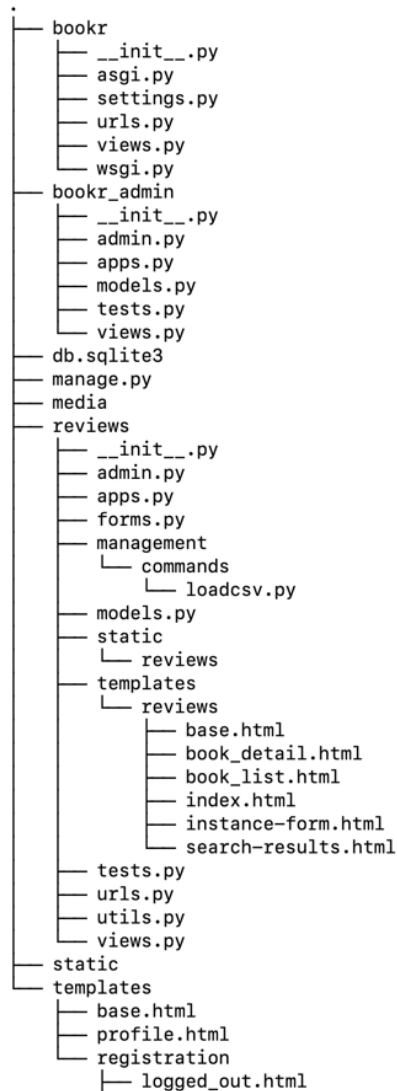 .
├── bookr
│   ├── __init__.py
│   ├── asgi.py
│   ├── settings.py
│   ├── urls.py
│   ├── views.py
│   └── wsgi.py
├── bookr_admin
│   ├── __init__.py
│   ├── admin.py
│   ├── apps.py
│   ├── models.py
│   ├── tests.py
│   └── views.py
├── db.sqlite3
├── manage.py
├── media
├── reviews
│   ├── __init__.py
│   ├── admin.py
│   ├── apps.py
│   ├── forms.py
│   ├── management
│   │   └── commands
│   │       └── loadcsv.py
│   ├── models.py
│   ├── static
│   │   └── reviews
│   ├── templates
│   │   └── reviews
│   │       ├── base.html
│   │       ├── book_detail.html
│   │       ├── book_list.html
│   │       ├── index.html
│   │       ├── instance-form.html
│   │       └── search-results.html
│   ├── tests.py
│   ├── urls.py
│   ├── utils.py
│   └── views.py
├── static
└── templates
    ├── base.html
    ├── profile.html
    └── registration
        ├── logged_out.html